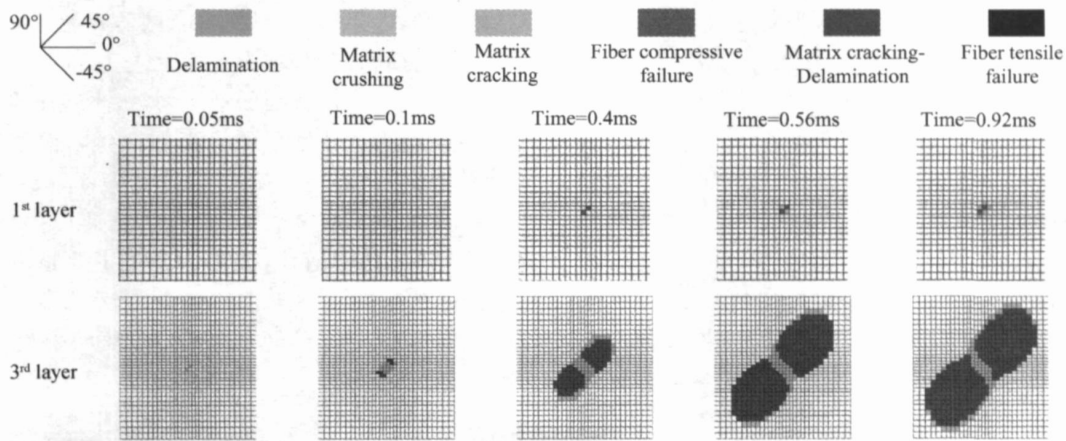 90° 45°
0°
-45°
Delamination
Matrix
crushing
Matrix
cracking
Fiber compressive
failure
Matrix cracking-
Delamination
Fiber tensile
failure
Time=0.05ms Time=0.1ms Time=0.4ms Time=0.56ms Time=0.92ms
1st layer
3rd layer